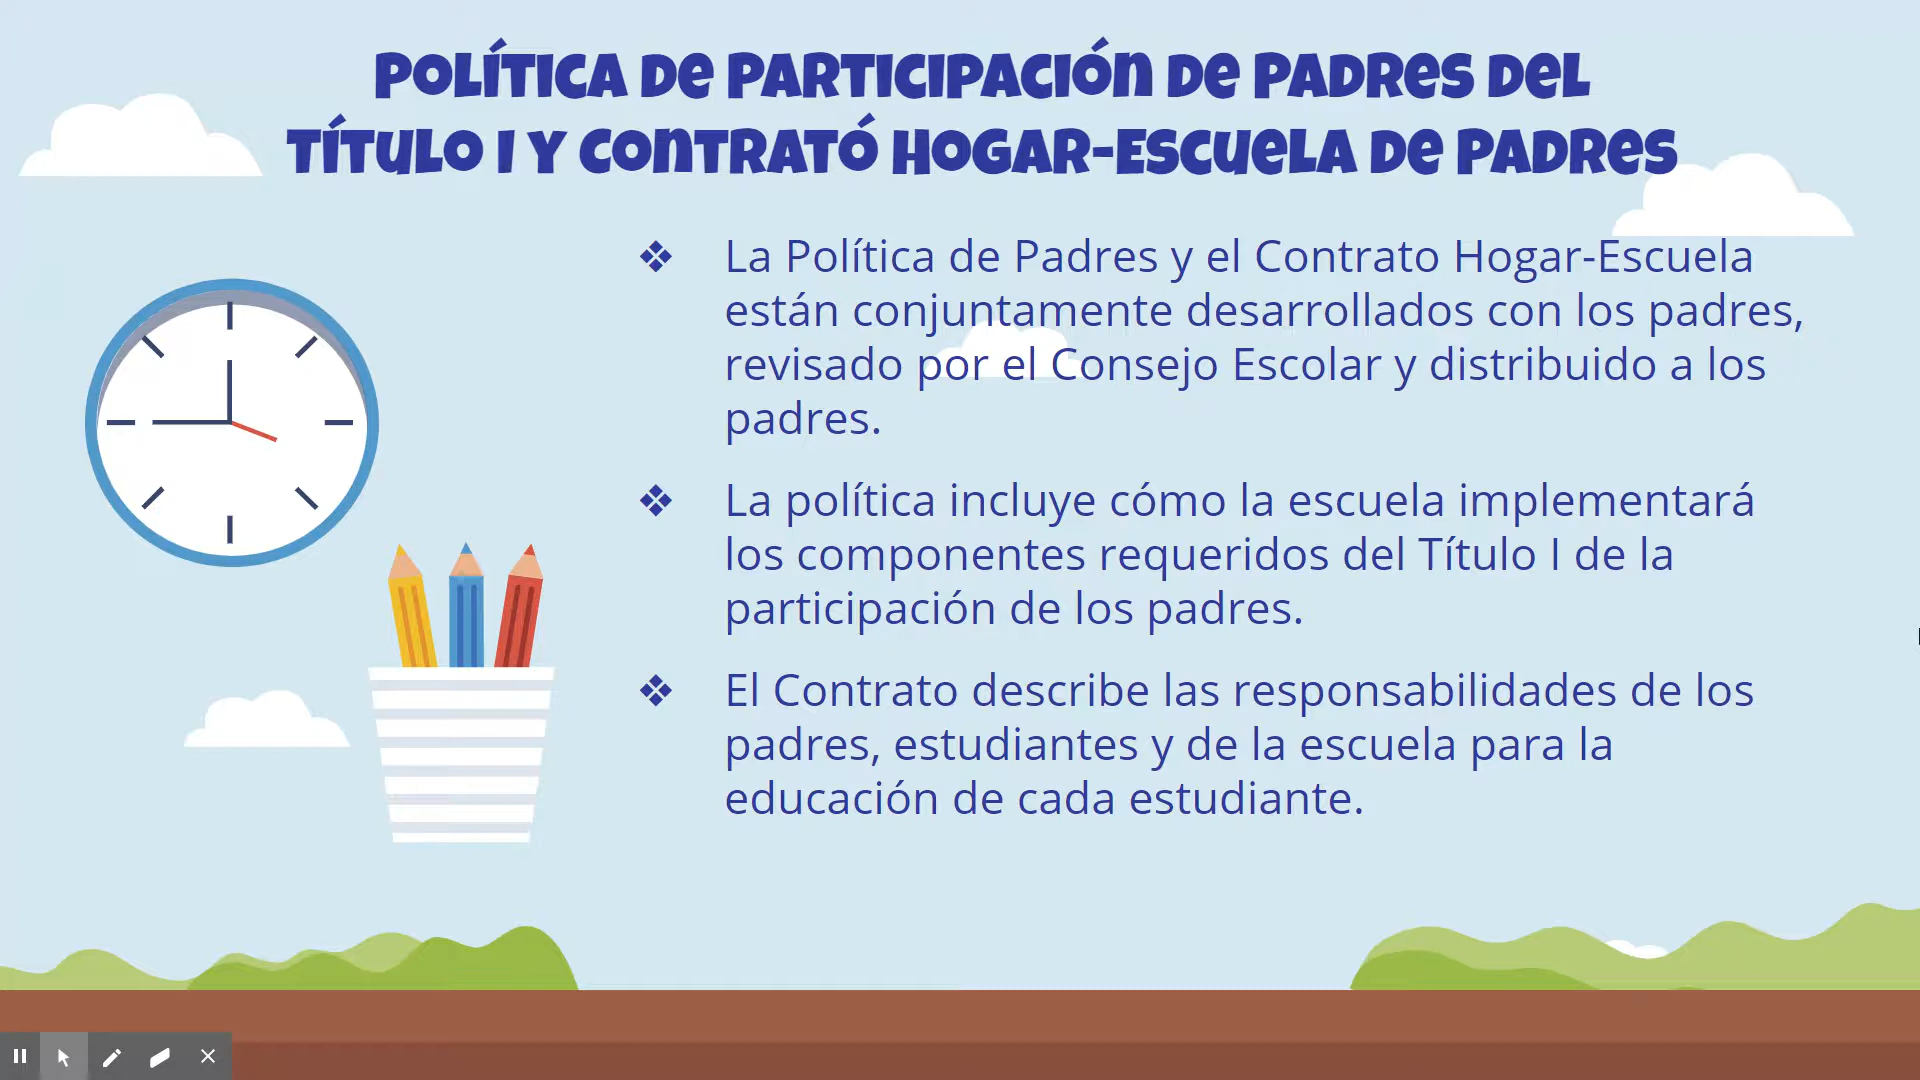 POLÍTICA DE PARTICIPACIÓN DE PADRES DEL
TÍTULO I Y CONTRATÓ HOGAR-ESCUELA DE PADRES
❖ La Política de Padres y el Contrato Hogar-Escuela
están conjuntamente desarrollados con los padres,
revisado por el Consejo Escolar y distribuido a los
padres.
❖ La política incluye cómo la escuela implementará
los componentes requeridos del Título I de la
participación de los padres.
❖ El Contrato describe las responsabilidades de los
padres, estudiantes y de la escuela para la
educación de cada estudiante.